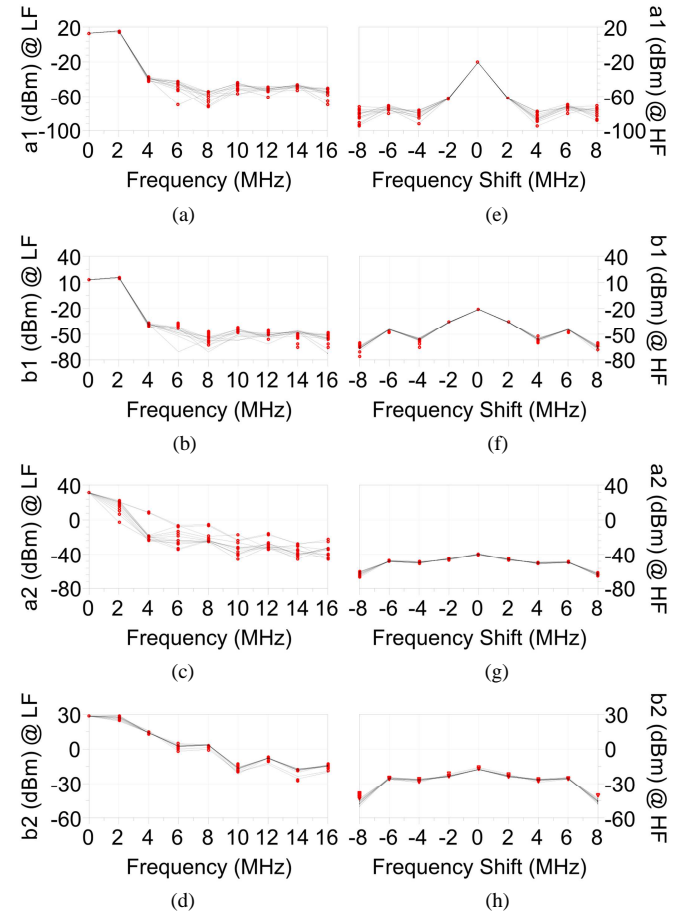 a1 (dBm) @ LF
20
-20
-60
-100
0 2 4 6 8 10 12 14 16
Frequency (MHz)
(a)
20
-20
-60
-100
a1 (dBm) @ HF
-8 -6 -4 -2 0 2 4 6 8
Frequency Shift (MHz)
(e)
b1 (dBm) @ LF
40
10
-20
-50
-80
0 2 4 6 8 10 12 14 16
Frequency (MHz)
(b)
40
10
-20
-50
-80
b1 (dBm) @ HF
-8 -6 -4 -2 0 2 4 6 8
Frequency Shift (MHz)
(f)
a2 (dBm) @ LF
40
0
-40
-80
0 2 4 6 8 10 12 14 16
Frequency (MHz)
(c)
40
0
-40
-80
a2 (dBm) @ HF
-8 -6 -4 -2 0 2 4 6 8
Frequency Shift (MHz)
(g)
b2 (dBm) @ LF
30
0
-30
-60
0 2 4 6 8 10 12 14 16
Frequency (MHz)
(d)
30
0
-30
-60
b2 (dBm) @ HF
-8 -6 -4 -2 0 2 4 6 8
Frequency Shift (MHz)
(h)